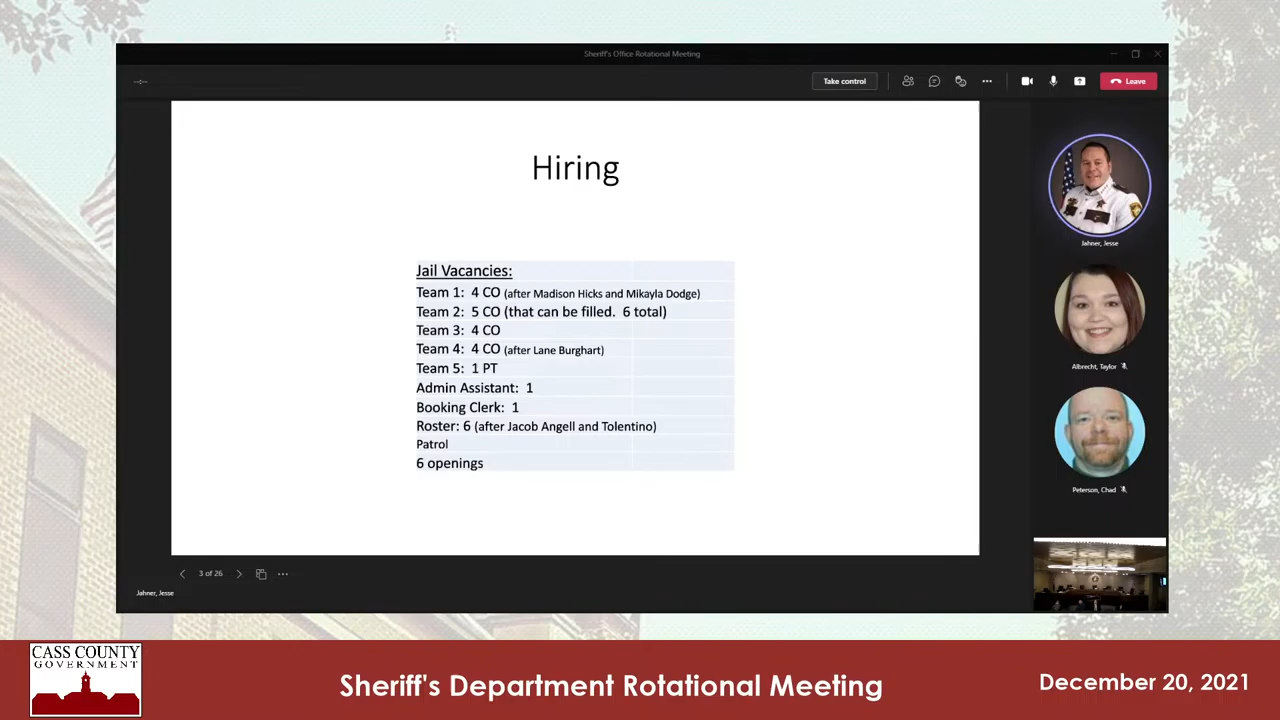 Sheriff's Office Rotational Meeting
Take control
Leave
Hiring
Jail Vacancies:
Team 1: 4 CO (after Madison Hicks and Mikayla Dodge)
Team 2: 5 CO (that can be filled. 6 total)
Team 3: 4 CO
Team 4: 4 CO (after Lane Burghart)
Team 5: 1 PT
Admin Assistant: 1
Booking Clerk: 1
Roster: 6 (after Jacob Angell and Tolentino)
Patrol
6 openings
Jahner, Jesse
Albrecht, Taylor
Peterson, Chad
3 of 26
Jahner, Jesse
CASS COUNTY
GOVERNMENT
Sheriff's Department Rotational Meeting
December 20, 2021